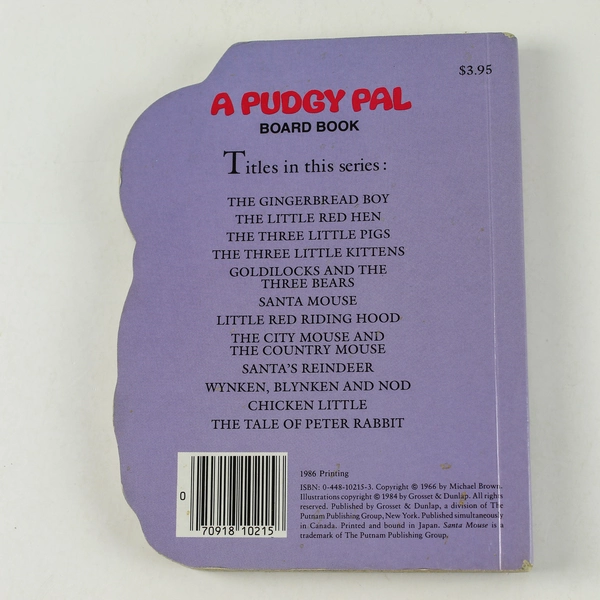 $3.95
A PUDGY PAL
BOARD BOOK
Titles in this series:
THE GINGERBREAD BOY
THE LITTLE RED HEN
THE THREE LITTLE PIGS
THE THREE LITTLE KITTENS
GOLDILOCKS AND THE
THREE BEARS
SANTA MOUSE
LITTLE RED RIDING HOOD
THE CITY MOUSE AND
THE COUNTRY MOUSE
SANTA'S REINDEER
WYNKEN, BLYNKEN AND NOD
CHICKEN LITTLE
THE TALE OF PETER RABBIT
1986 Printing
ISBN: 0-448-10215-3. Copyright © 1966 by Michael Brown.
Illustrations copyright © 1984 by Grosset & Dunlap. All rights
reserved. Published by Grosset & Dunlap, a division of The
Putnam Publishing Group, New York. Published simultaneously
in Canada. Printed and bound in Japan. Santa Mouse is a
trademark of The Putnam Publishing Group.
0 70918 10215